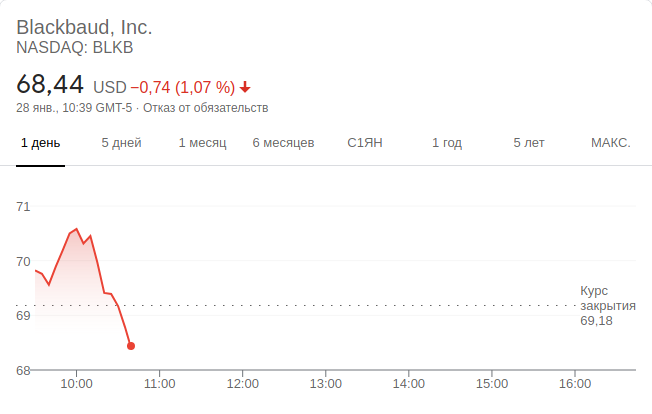 Blackbaud, Inc.
NASDAQ: BLKB
68,44 USD −0,74 (1,07 %)
28 янв., 10:39 GMT-5 · Отказ от обязательств
1 день 5 дней 1 месяц 6 месяцев С1ЯН 1 год 5 лет МАКС.
71
70
69
68
Курс
закрытия
69,18
10:00 11:00 12:00 13:00 14:00 15:00 16:00